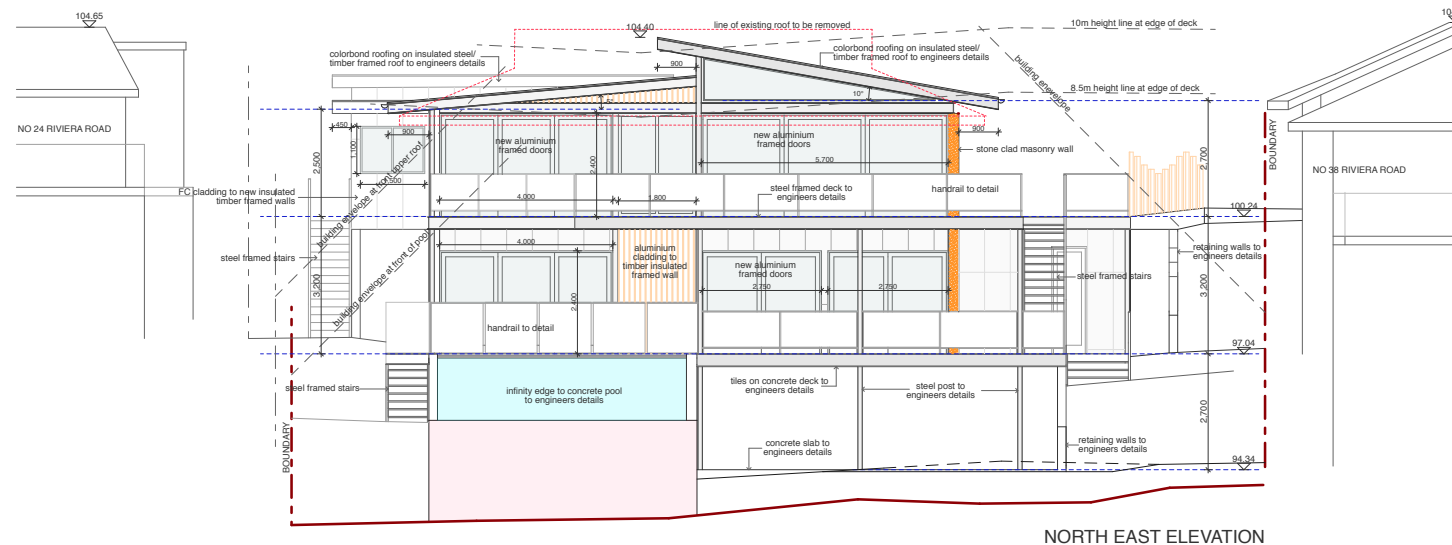 104.65
104.40
line of existing roof to be removed
10m height line at edge of deck
colorbond roofing on insulated steel/
timber framed roof to engineers details
colorbond roofing on insulated steel/
timber framed roof to engineers details
900
building envelope
8.5m height line at edge of deck
10°
5°
NO 24 RIVIERA ROAD
450
900
1,100
2,500
new aluminium
framed doors
2,400
new aluminium
framed doors
5,700
900
stone clad masonry wall
2,700
BOUNDARY
NO 38 RIVIERA ROAD
FC cladding to new insulated
timber framed walls
building envelope at front upper roof
4,000
1,800
steel framed deck to
engineers details
handrail to detail
100.24
steel framed stairs
building envelope at front of pool
3,200
4,000
aluminium
cladding to
timber insulated
framed wall
new aluminium
framed doors
2,750
2,750
steel framed stairs
retaining walls to
engineers details
3,200
2,400
handrail to detail
97.04
steel framed stairs
infinity edge to concrete pool
to engineers details
tiles on concrete deck to
engineers details
steel post to
engineers details
2,700
BOUNDARY
concrete slab to
engineers details
retaining walls to
engineers details
94.34
NORTH EAST ELEVATION